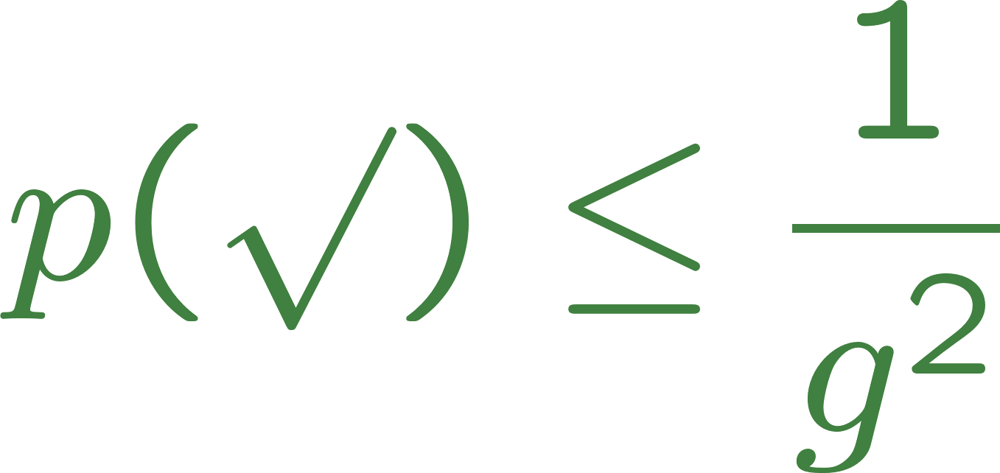 p(√) ≤ 1/g²